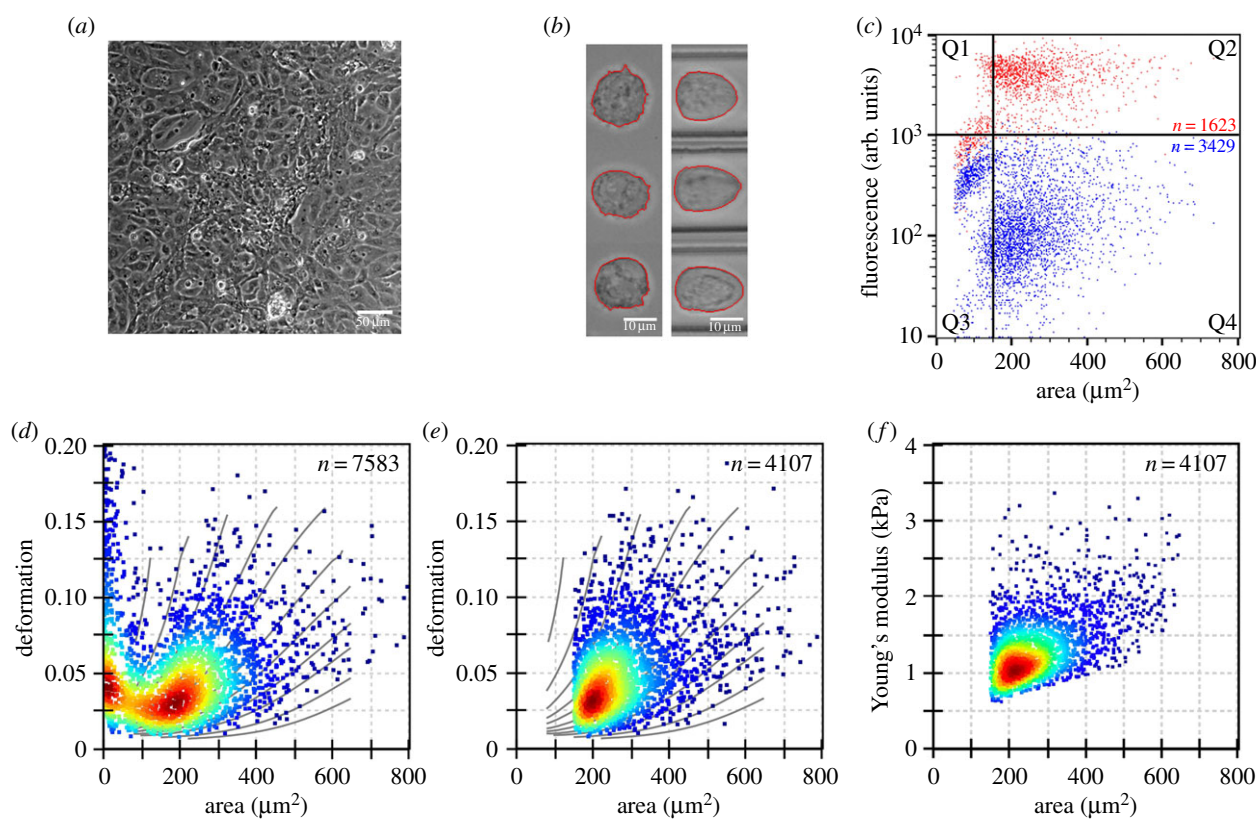 (a)
50 µm
(b)
10 µm
10 µm
(c)
10⁴
10³
10²
10
fluorescence (arb. units)
Q1
Q2
n = 1623
n = 3429
Q3
Q4
0
200
400
600
800
area (µm²)
(d)
0.20
0.15
0.10
0.05
0
deformation
n = 7583
0
200
400
600
800
area (µm²)
(e)
0.20
0.15
0.10
0.05
0
deformation
n = 4107
0
200
400
600
800
area (µm²)
(f)
4
3
2
1
0
Young's modulus (kPa)
n = 4107
0
200
400
600
800
area (µm²)